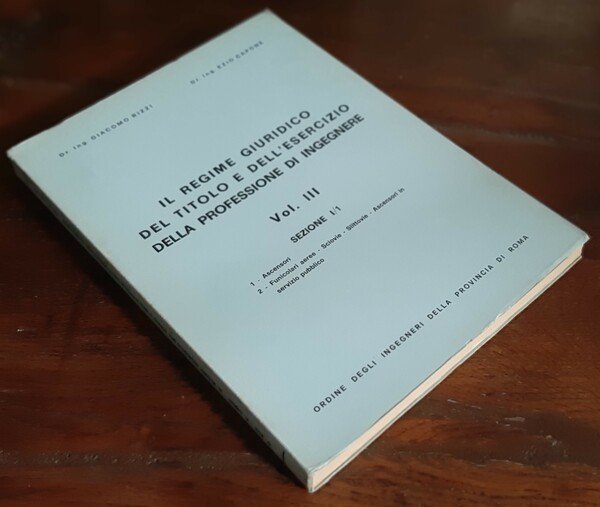 Dr. Ing. GIACOMO RIZZI
Dr. Ing. EZIO CAPONE
IL REGIME GIURIDICO
DEL TITOLO E DELL'ESERCIZIO
DELLA PROFESSIONE DI INGEGNERE
Vol. III
SEZIONE I/1
1 - Ascensori
2 - Funicolari aeree - Sciovie - Slittovie - Ascensori in
servizio pubblico
ORDINE DEGLI INGEGNERI DELLA PROVINCIA DI ROMA